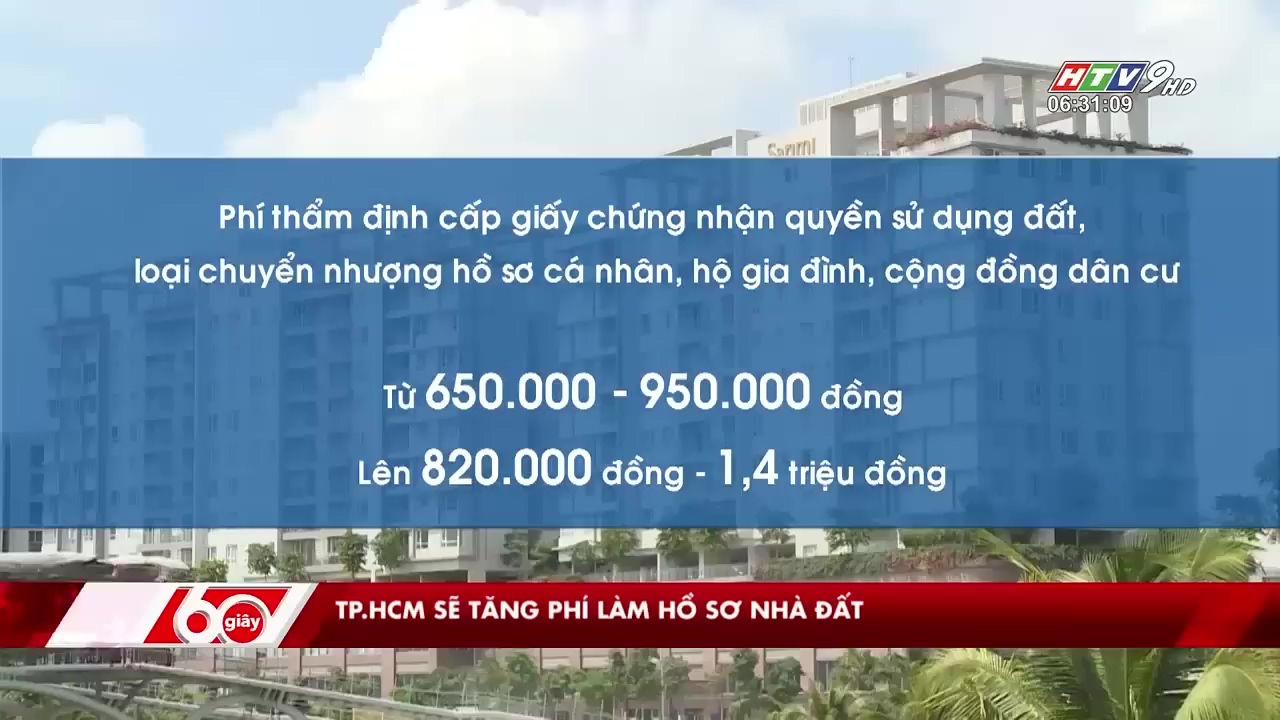 HTV9 HD
06:31:09
Phí thẩm định cấp giấy chứng nhận quyền sử dụng đất,
loại chuyển nhượng hồ sơ cá nhân, hộ gia đình, cộng đồng dân cư
Từ 650.000 - 950.000 đồng
Lên 820.000 đồng - 1,4 triệu đồng
60 giây
TP.HCM SẼ TĂNG PHÍ LÀM HỒ SƠ NHÀ ĐẤT